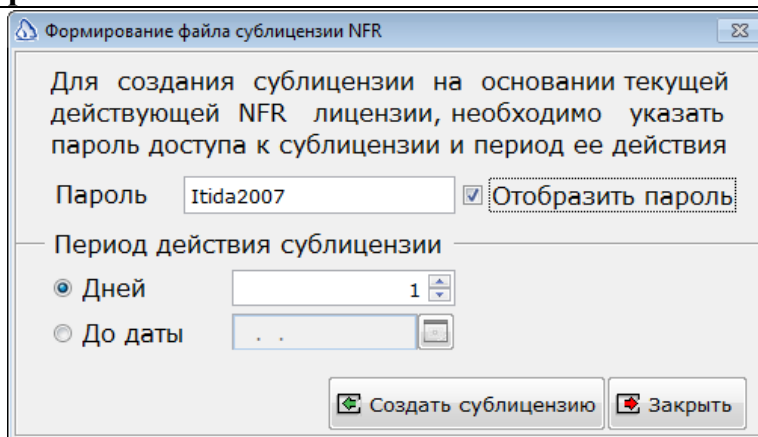 Формирование файла сублицензии NFR
Для создания сублицензии на основании текущей
действующей NFR лицензии, необходимо указать
пароль доступа к сублицензии и период ее действия
Пароль Itida2007 Отобразить пароль
Период действия сублицензии
Дней 1
До даты . .
Создать сублицензию Закрыть